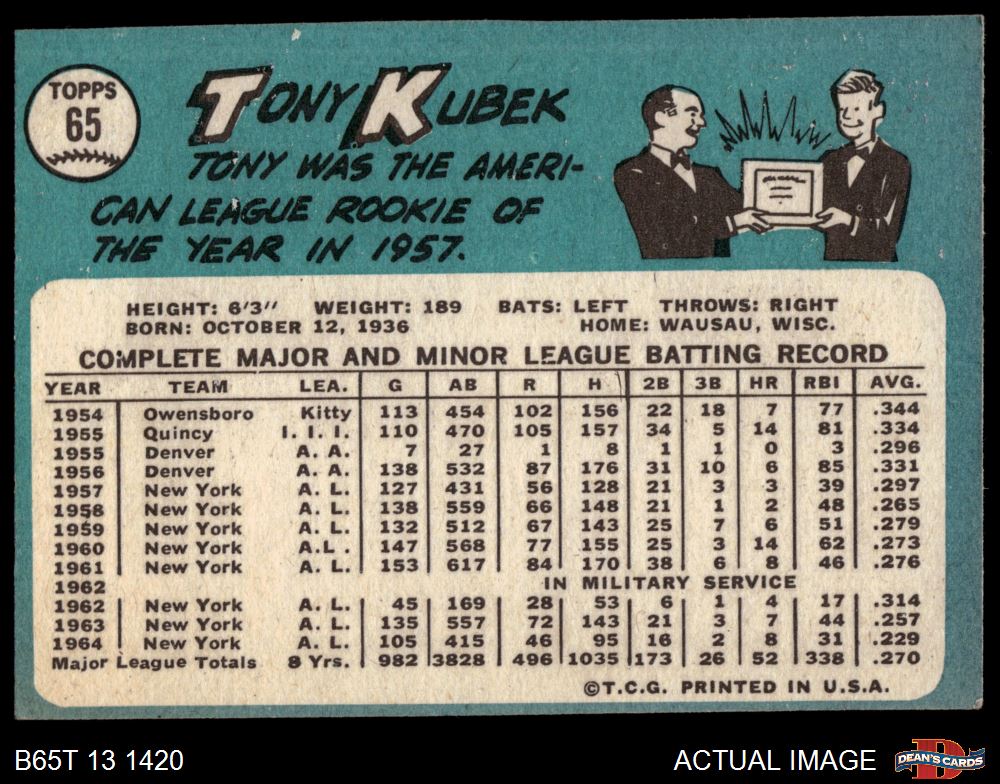 TOPPS
65
TONY KUBEK
TONY WAS THE AMERI-
CAN LEAGUE ROOKIE OF
THE YEAR IN 1957.
HEIGHT: 6'3" WEIGHT: 189 BATS: LEFT THROWS: RIGHT
BORN: OCTOBER 12, 1936 HOME: WAUSAU, WISC.
COMPLETE MAJOR AND MINOR LEAGUE BATTING RECORD
YEAR TEAM LEA. G AB R H 2B 3B HR RBI AVG.
1954 Owensboro Kitty 113 454 102 156 22 18 7 77 .344
1955 Quincy I. I. I. 110 470 105 157 34 5 14 81 .334
1955 Denver A. A. 7 27 1 8 1 1 0 3 .296
1956 Denver A. A. 138 532 87 176 31 10 6 85 .331
1957 New York A. L. 127 431 56 128 21 3 3 39 .297
1958 New York A. L. 138 559 66 148 21 1 2 48 .265
1959 New York A. L. 132 512 67 143 25 7 6 51 .279
1960 New York A.L . 147 568 77 155 25 3 14 62 .273
1961 New York A. L. 153 617 84 170 38 6 8 46 .276
1962 IN MILITARY SERVICE
1962 New York A. L. 45 169 28 53 6 1 4 17 .314
1963 New York A. L. 135 557 72 143 21 3 7 44 .257
1964 New York A. L. 105 415 46 95 16 2 8 31 .229
Major League Totals 8 Yrs. 982 3828 496 1035 173 26 52 338 .270
©T.C.G. PRINTED IN U.S.A.
B65T 13 1420 ACTUAL IMAGE DEAN'S CARDS